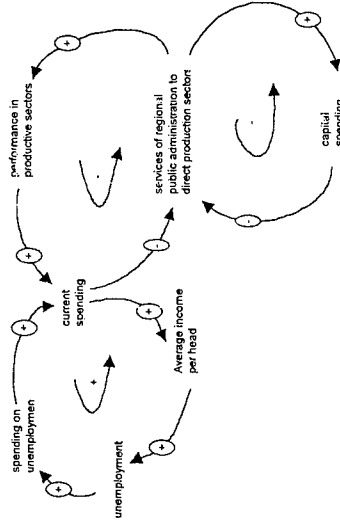 spending on
unemploymen
unemployment
current
spending
Average income
per head
performance in
productive sectors
services of regional
public administration to
direct production sectors
capital
spending
+
+
+
+
+
+
-
-
+
+
-
-